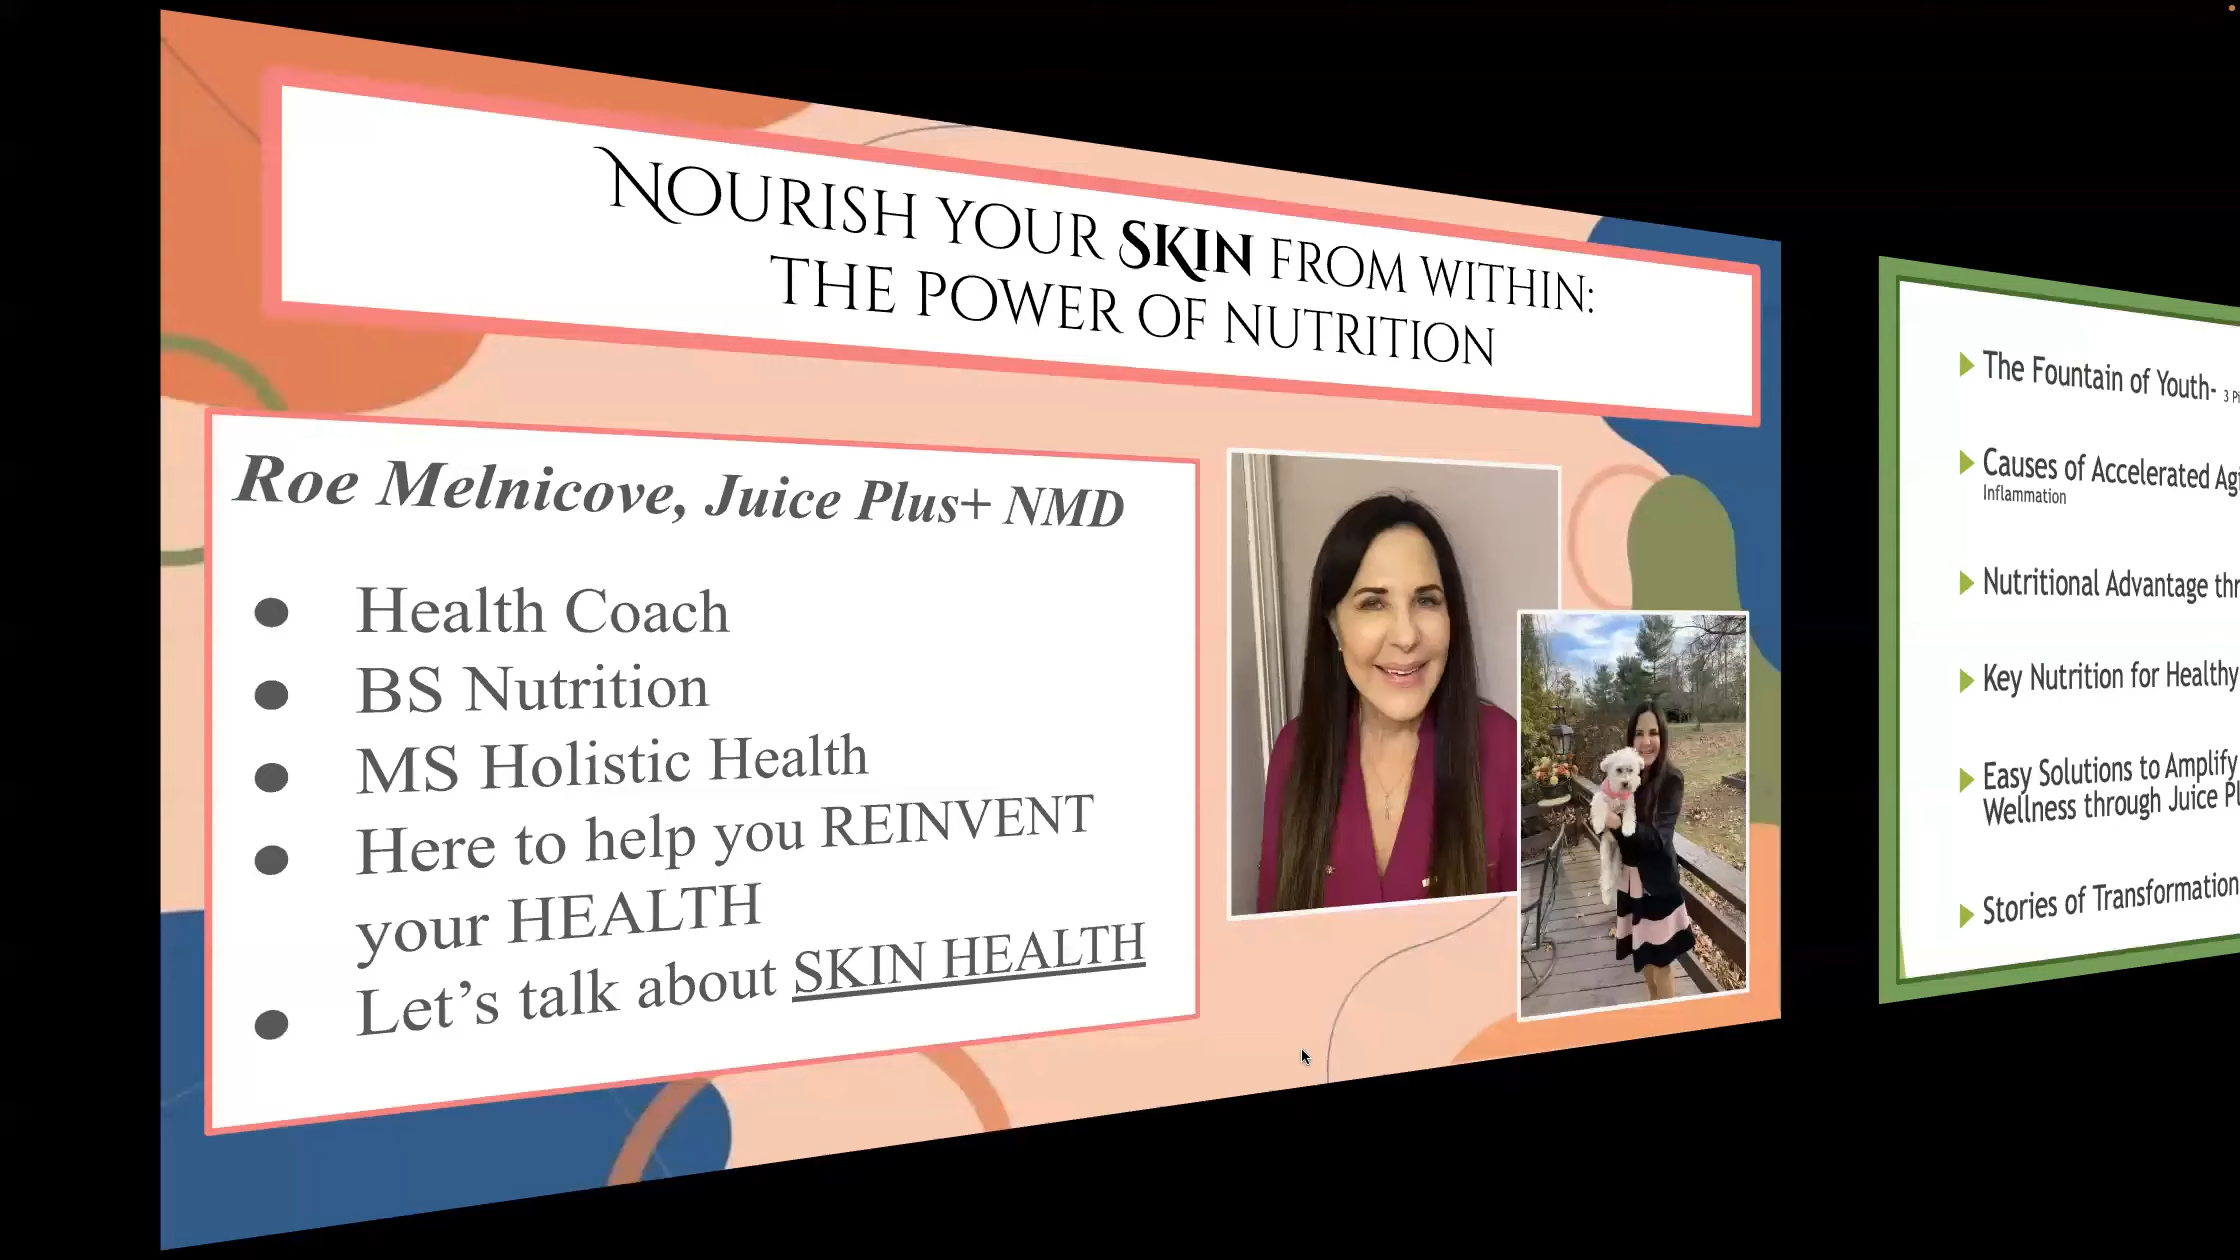 NOURISH YOUR SKIN FROM WITHIN:
THE POWER OF NUTRITION
Roe Melnicove, Juice Plus+ NMD
● Health Coach
● BS Nutrition
● MS Holistic Health
● Here to help you REINVENT
your HEALTH
● Let's talk about SKIN HEALTH
The Fountain of Youth- 3
Causes of Accelerated
Inflammation
Nutritional Advantage
Key Nutrition for Healthy
Easy Solutions to Amplify
Wellness through Juice
Stories of Transformation